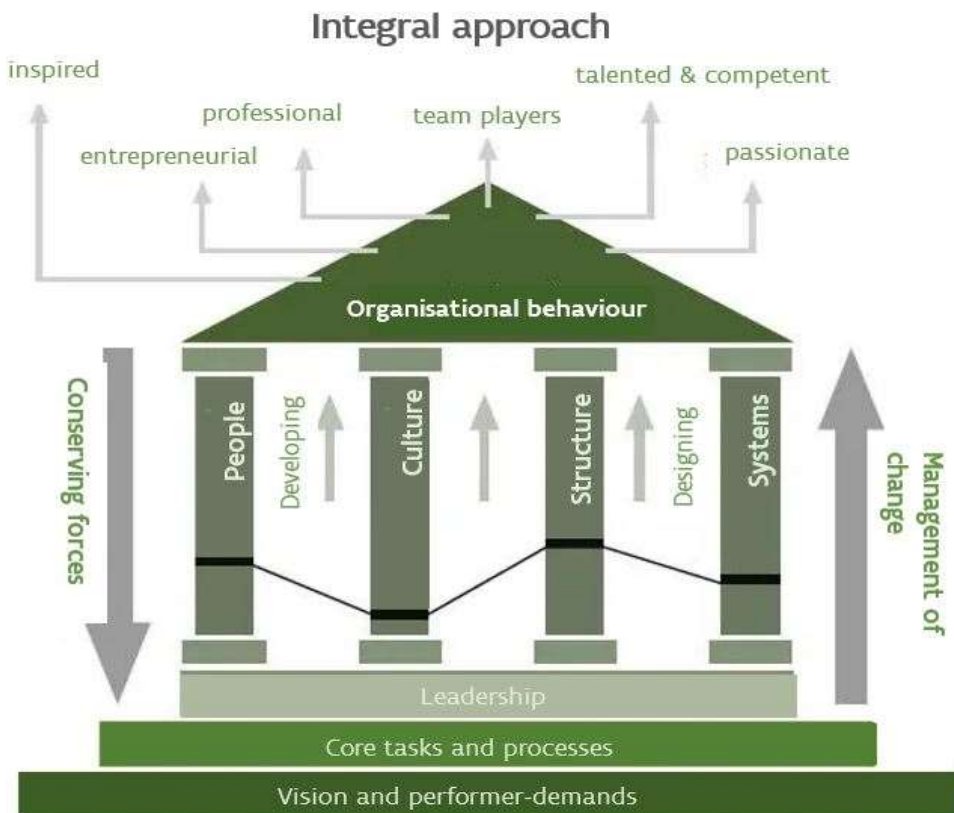 Integral approach
inspired
talented & competent
professional
team players
entrepreneurial
passionate
Organisational behaviour
Conserving forces
People
Developing
Culture
Structure
Designing
Systems
Management of
change
Leadership
Core tasks and processes
Vision and performer-demands